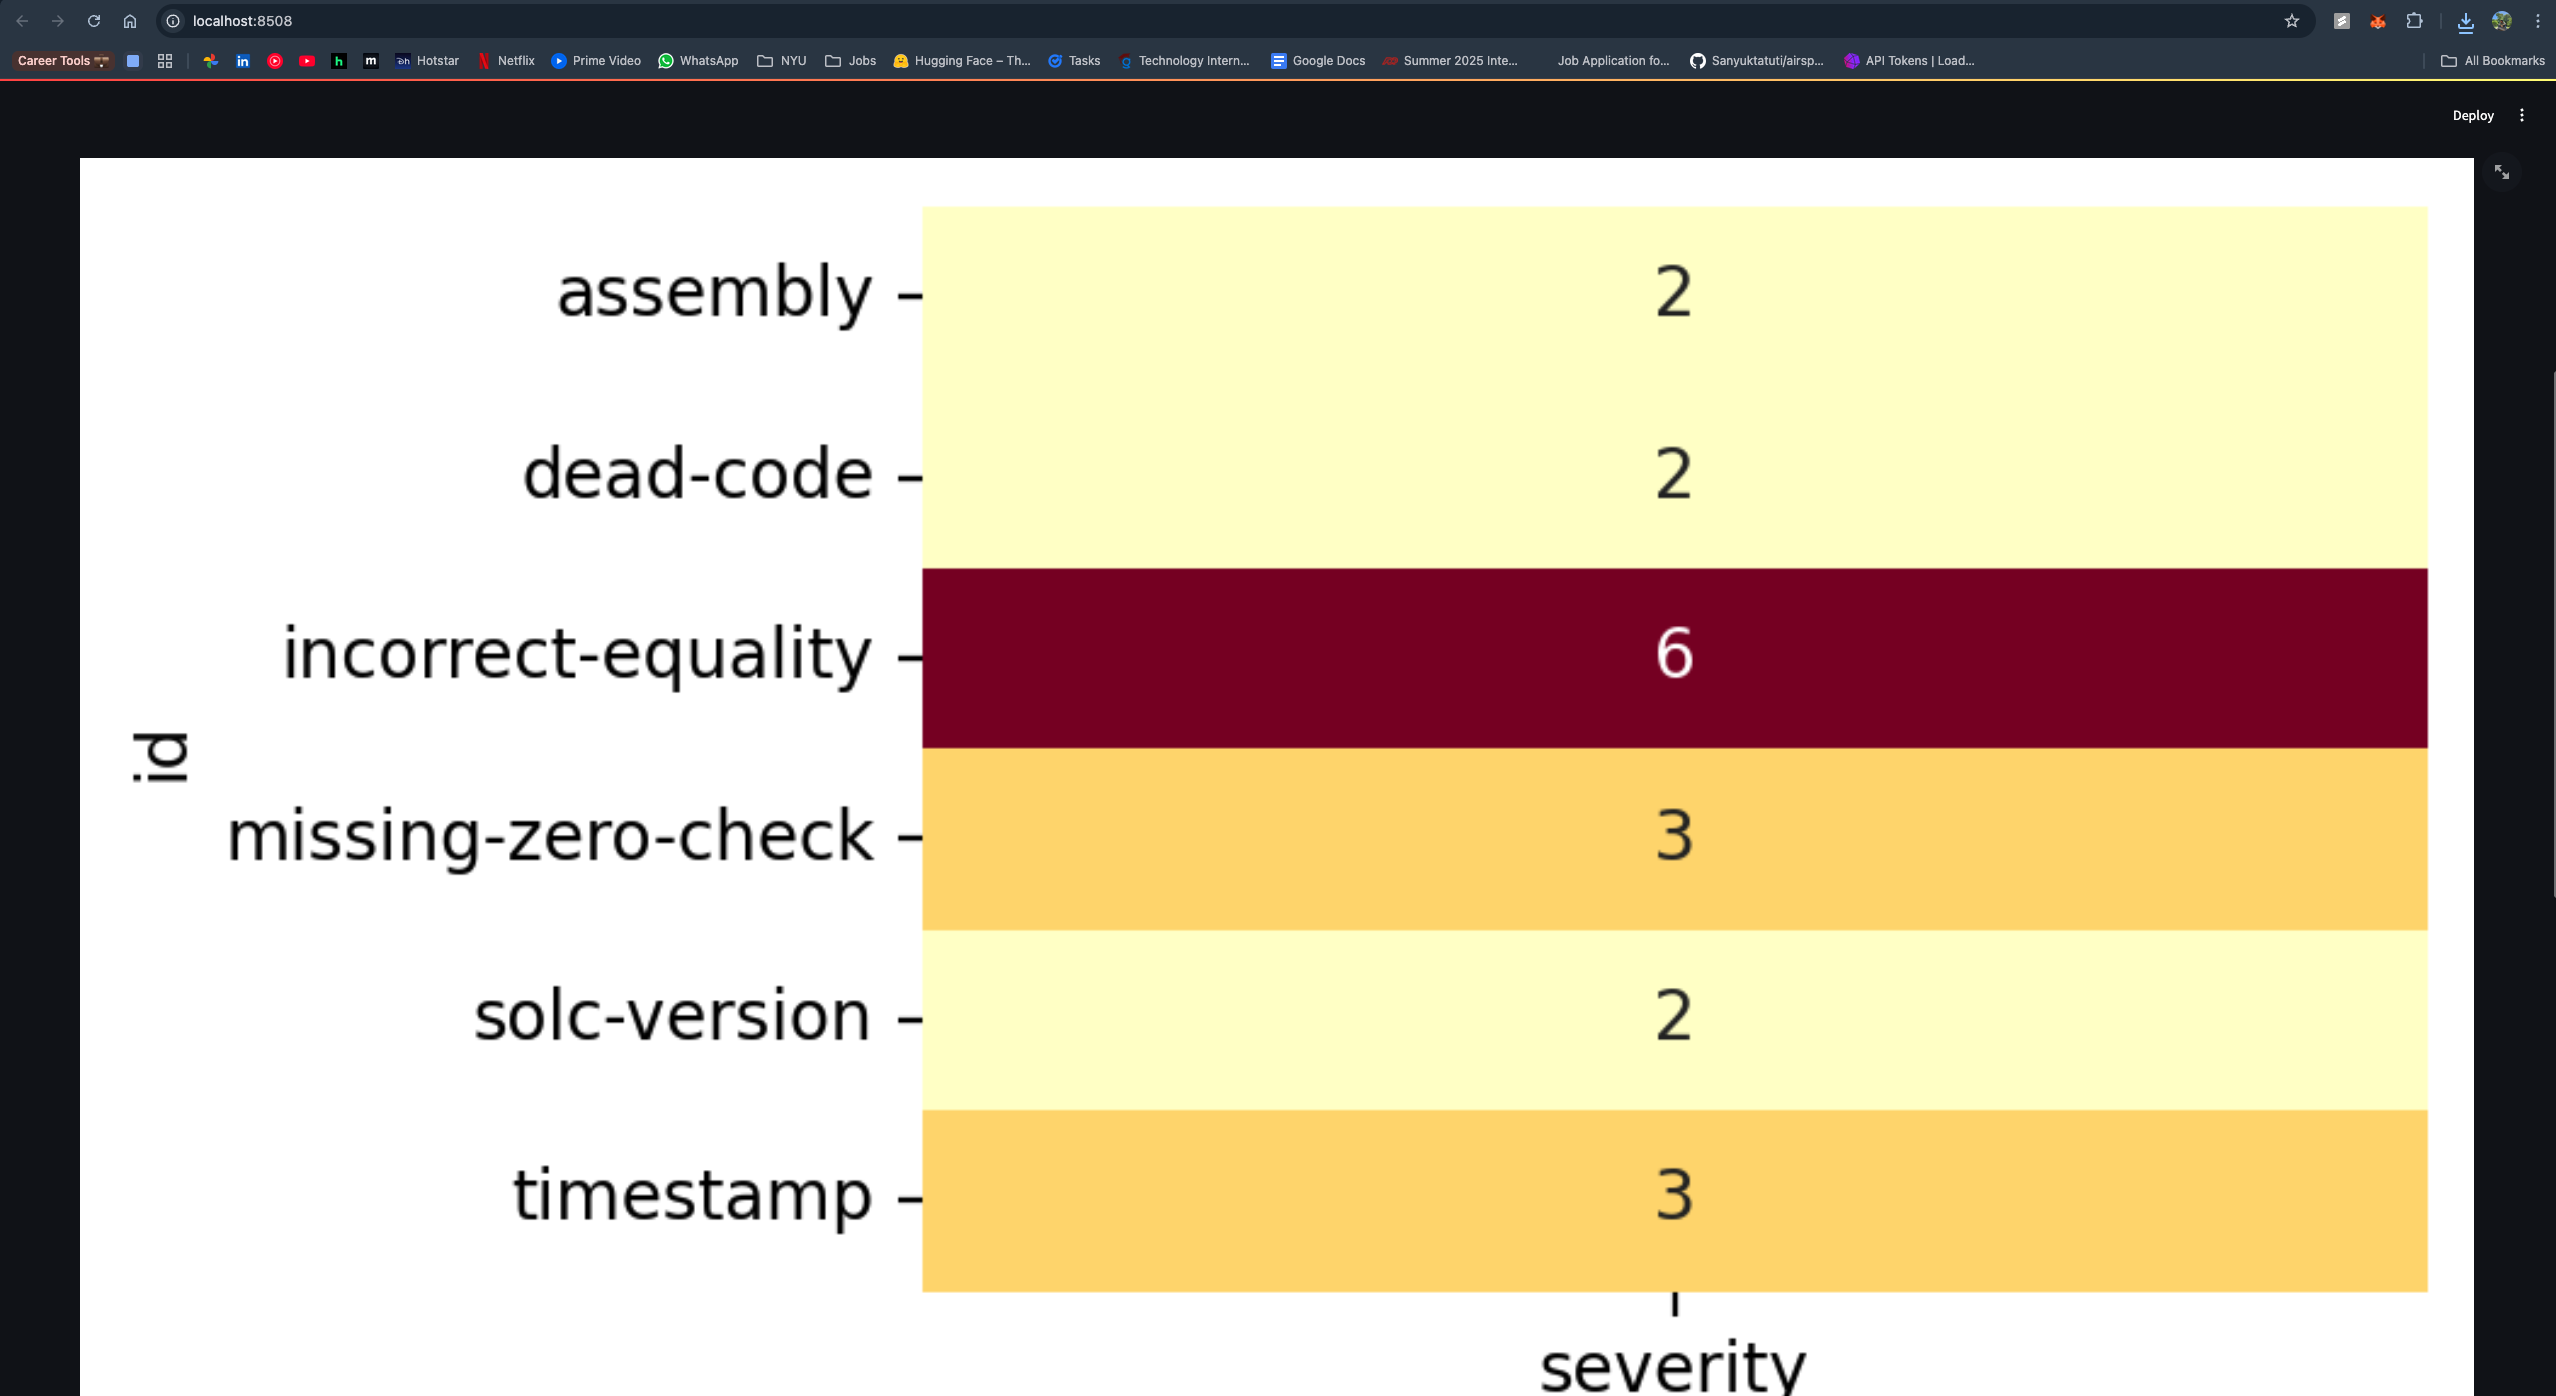 localhost:8508
Career Tools
Hotstar
Netflix
Prime Video
WhatsApp
NYU
Jobs
Hugging Face – Th...
Tasks
Technology Intern...
Google Docs
Summer 2025 Inte...
Job Application fo...
Sanyuktatuti/airsp...
API Tokens | Load...
All Bookmarks
Deploy
assembly 2
dead-code 2
incorrect-equality 6
id
missing-zero-check 3
solc-version 2
timestamp 3
severity